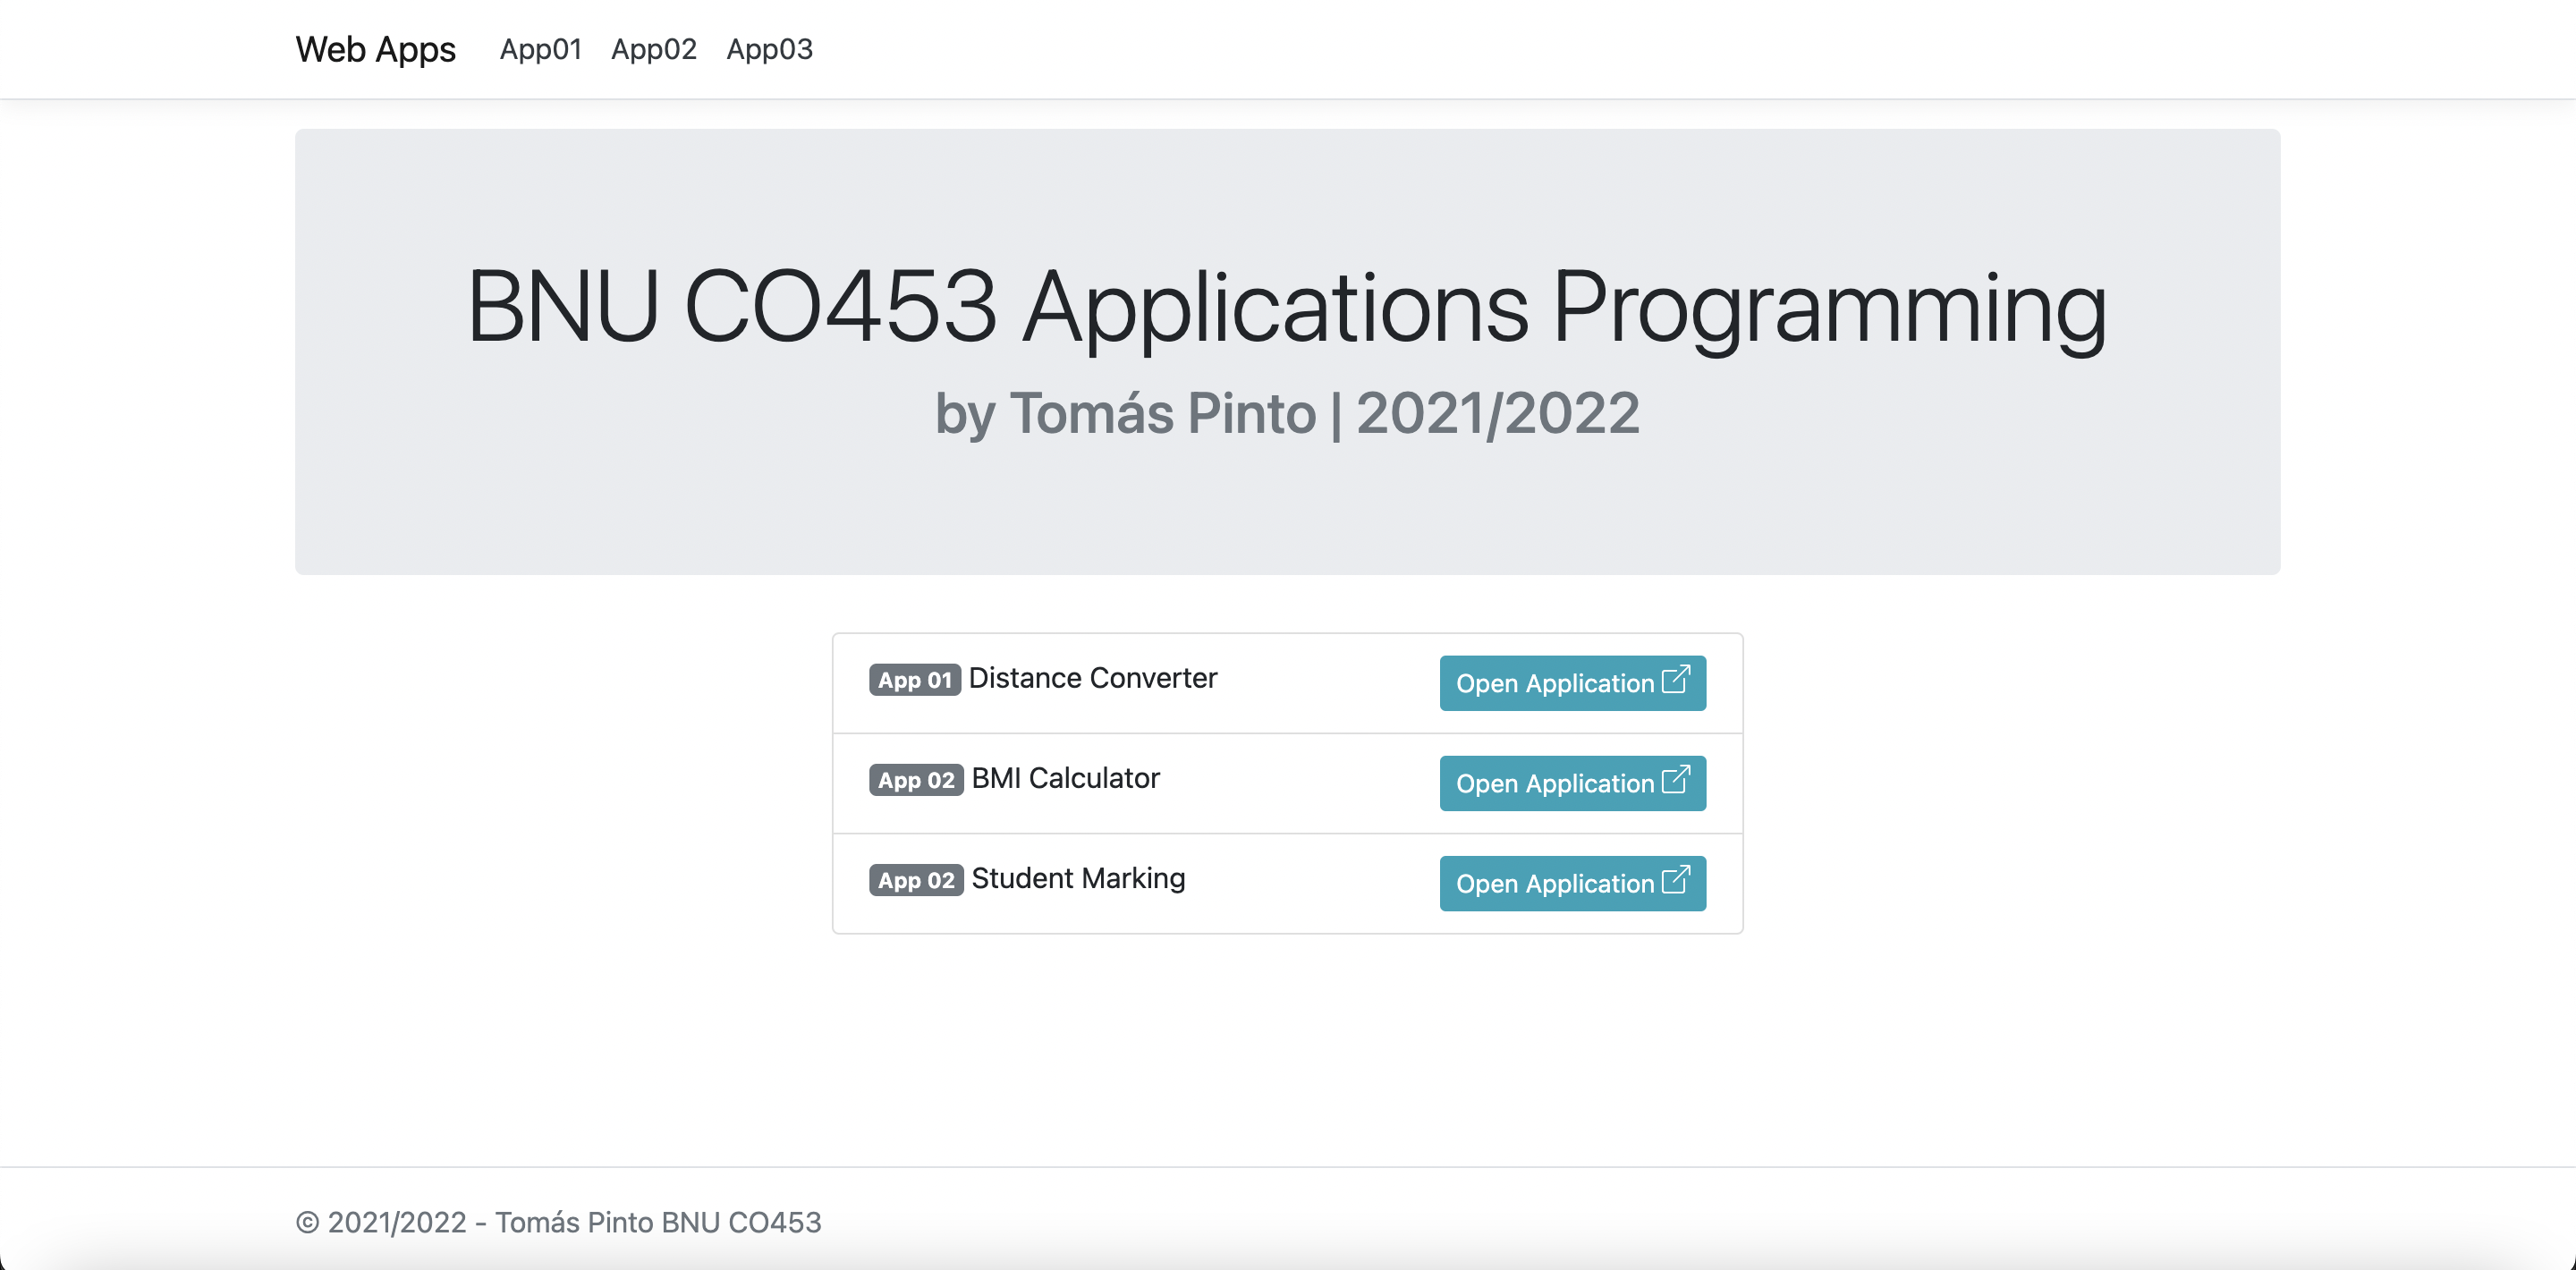 Web Apps App01 App02 App03
BNU CO453 Applications Programming
by Tomás Pinto | 2021/2022
App 01 Distance Converter Open Application
App 02 BMI Calculator Open Application
App 02 Student Marking Open Application
© 2021/2022 - Tomás Pinto BNU CO453